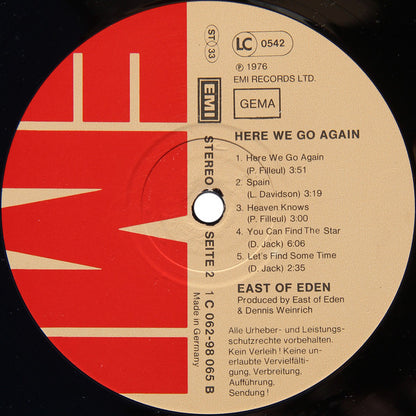 EMI
ST 33
LC 0542
℗ 1976
EMI RECORDS LTD.
EMI
GEMA
STEREO
SEITE 2
1 C 062-98 065 B
Made in Germany
HERE WE GO AGAIN
1. Here We Go Again
(P. Filleul) 3:51
2. Spain
(L. Davidson) 3:19
3. Heaven Knows
(P. Filleul) 3:00
4. You Can Find The Star
(D. Jack) 6:06
5. Let's Find Some Time
(D. Jack) 2:35
EAST OF EDEN
Produced by East of Eden
& Dennis Weinrich
Alle Urheber- und Leistungs-
schutzrechte vorbehalten.
Kein Verleih! Keine un-
erlaubte Vervielfälti-
gung, Verbreitung,
Aufführung,
Sendung!